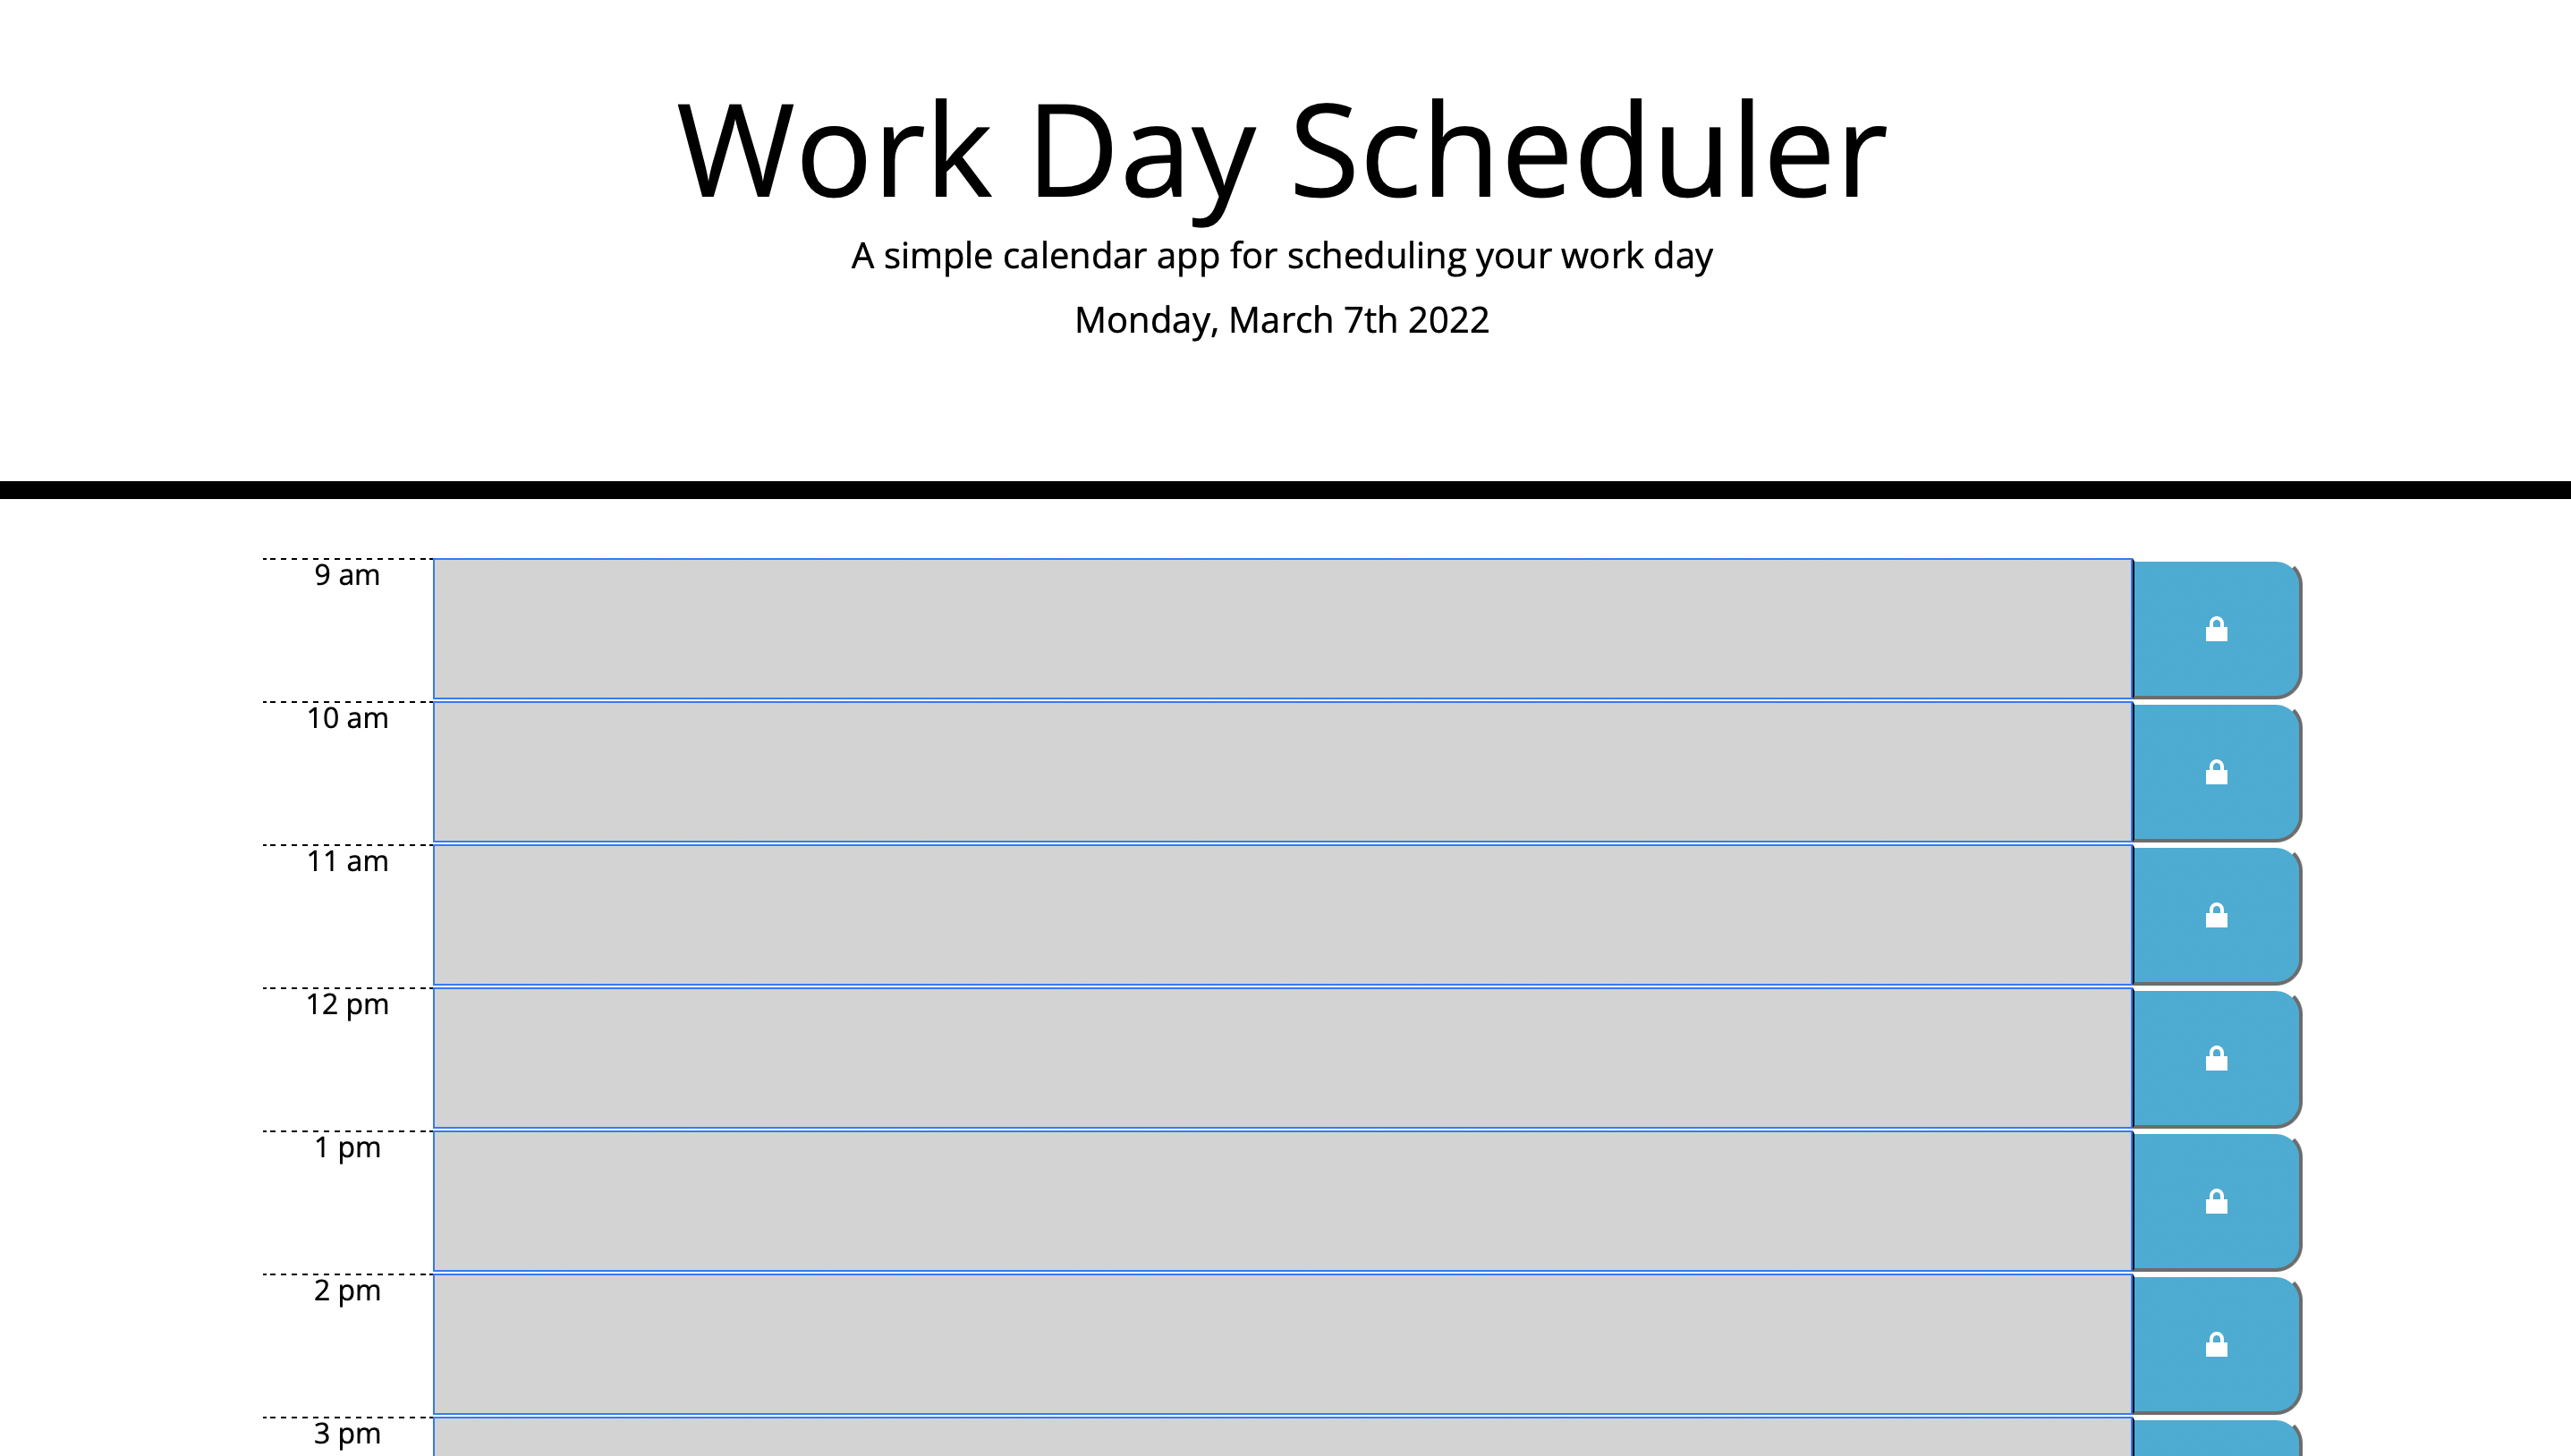 Work Day Scheduler
A simple calendar app for scheduling your work day
Monday, March 7th 2022
9 am
10 am
11 am
12 pm
1 pm
2 pm
3 pm